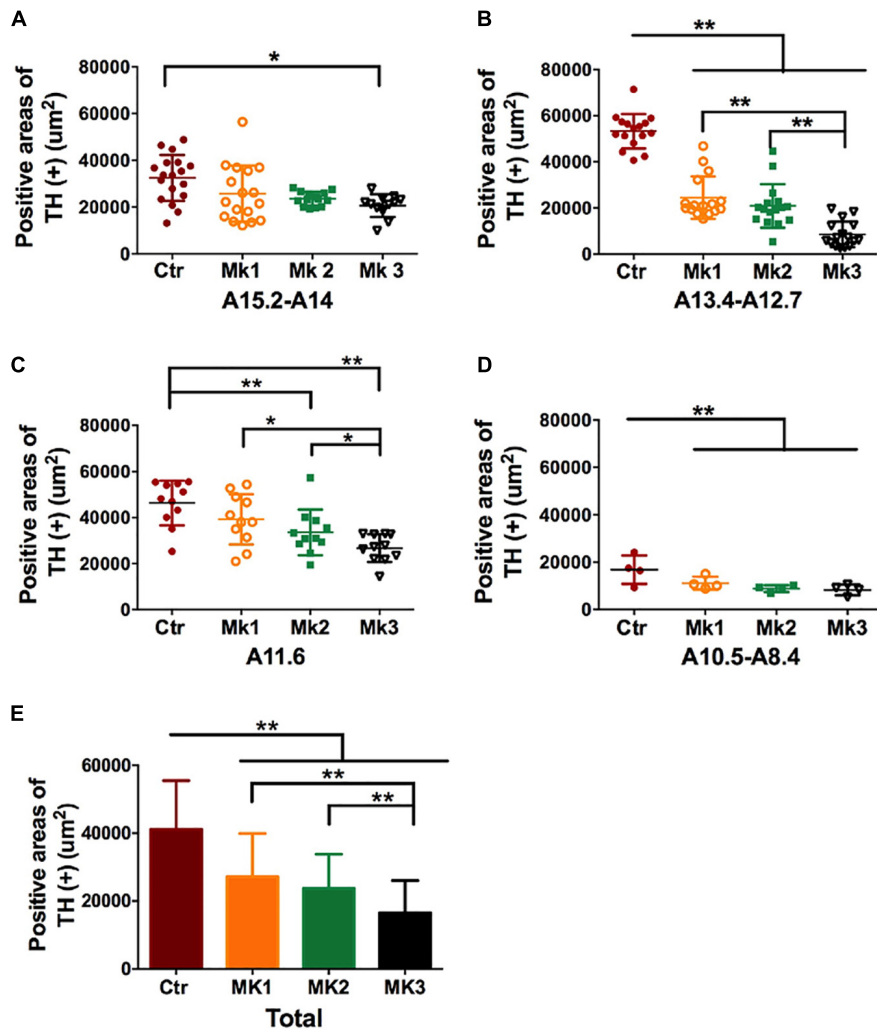 A
Positive areas of
TH (+) (um²)
80000
60000
40000
20000
0
*
Ctr Mk1 Mk 2 Mk 3
A15.2-A14
B
Positive areas of
TH (+) (um²)
80000
60000
40000
20000
0
**
**
**
Ctr Mk1 Mk2 Mk3
A13.4-A12.7
C
Positive areas of
TH (+) (um²)
80000
60000
40000
20000
0
**
**
*
*
Ctr Mk1 Mk2 Mk3
A11.6
D
Positive areas of
TH (+) (um²)
80000
60000
40000
20000
0
**
Ctr Mk1 Mk2 Mk3
A10.5-A8.4
E
Positive areas of
TH (+) (um²)
60000
40000
20000
0
**
**
**
Ctr MK1 MK2 MK3
Total